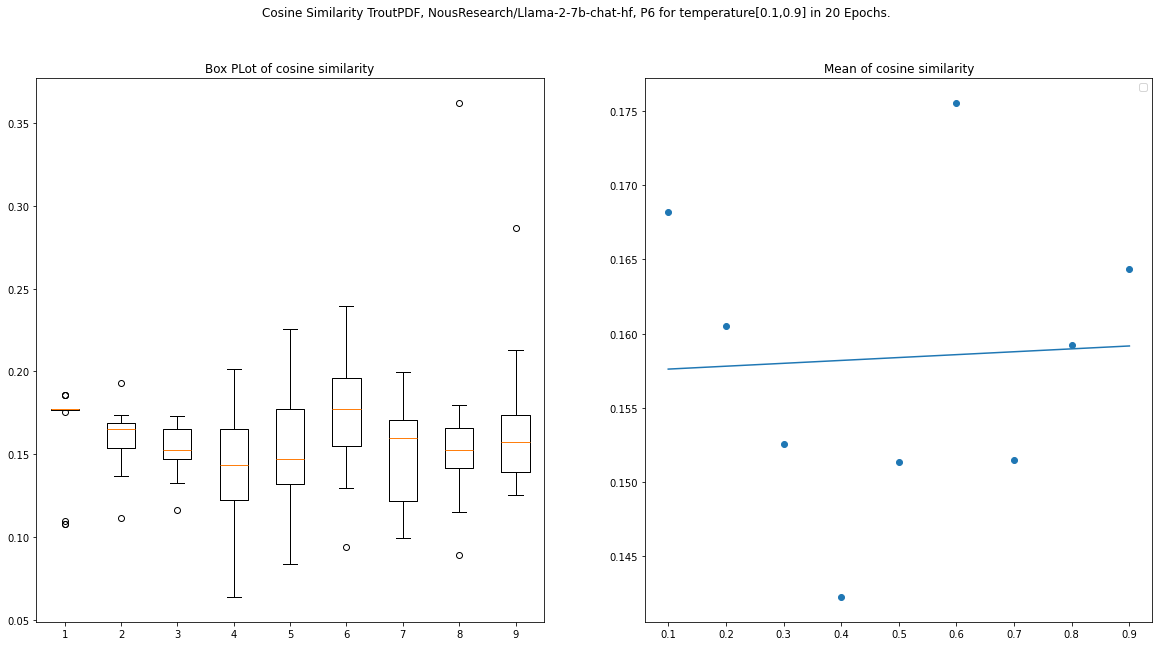 Cosine Similarity TroutPDF, NousResearch/Llama-2-7b-chat-hf, P6 for temperature[0.1,0.9] in 20 Epochs.
Box PLot of cosine similarity
0.35
0.30
0.25
0.20
0.15
0.10
0.05
1 2 3 4 5 6 7 8 9
Mean of cosine similarity
0.175
0.170
0.165
0.160
0.155
0.150
0.145
0.1 0.2 0.3 0.4 0.5 0.6 0.7 0.8 0.9